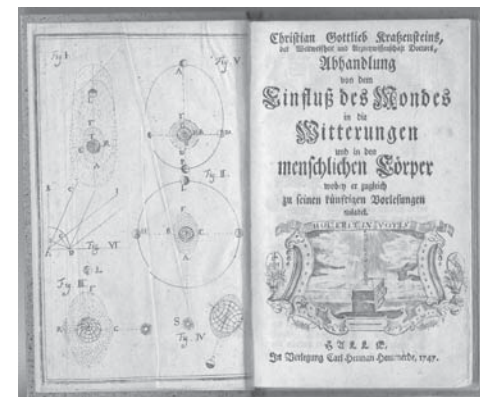 Fig. I
Fig. V
Fig. II.
Fig. VI
Fig. III.
Fig. IV
Christian Gottlieb Kratzensteins,
der Weltweisheit und Arzneywissenschaft Doctors,
Abhandlung
von dem
Einfluß des Mondes
in die
Witterungen
und in den
menschlichen Körper
wobey er zugleich
zu seinen künftigen Vorlesungen
einladet.
HALLE.
In Verlegung Carl Herman Hemmerde, 1747.